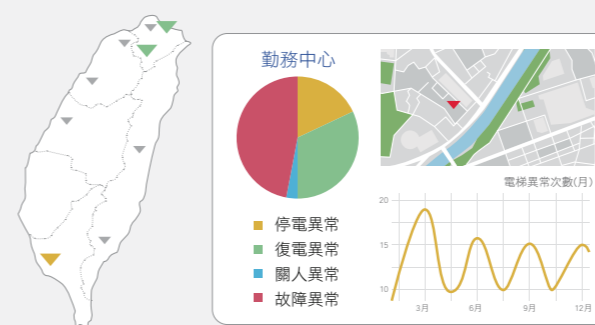 勤務中心
停電異常
復電異常
關人異常
故障異常
電梯異常次數(月)
20
15
10
3月
6月
9月
12月